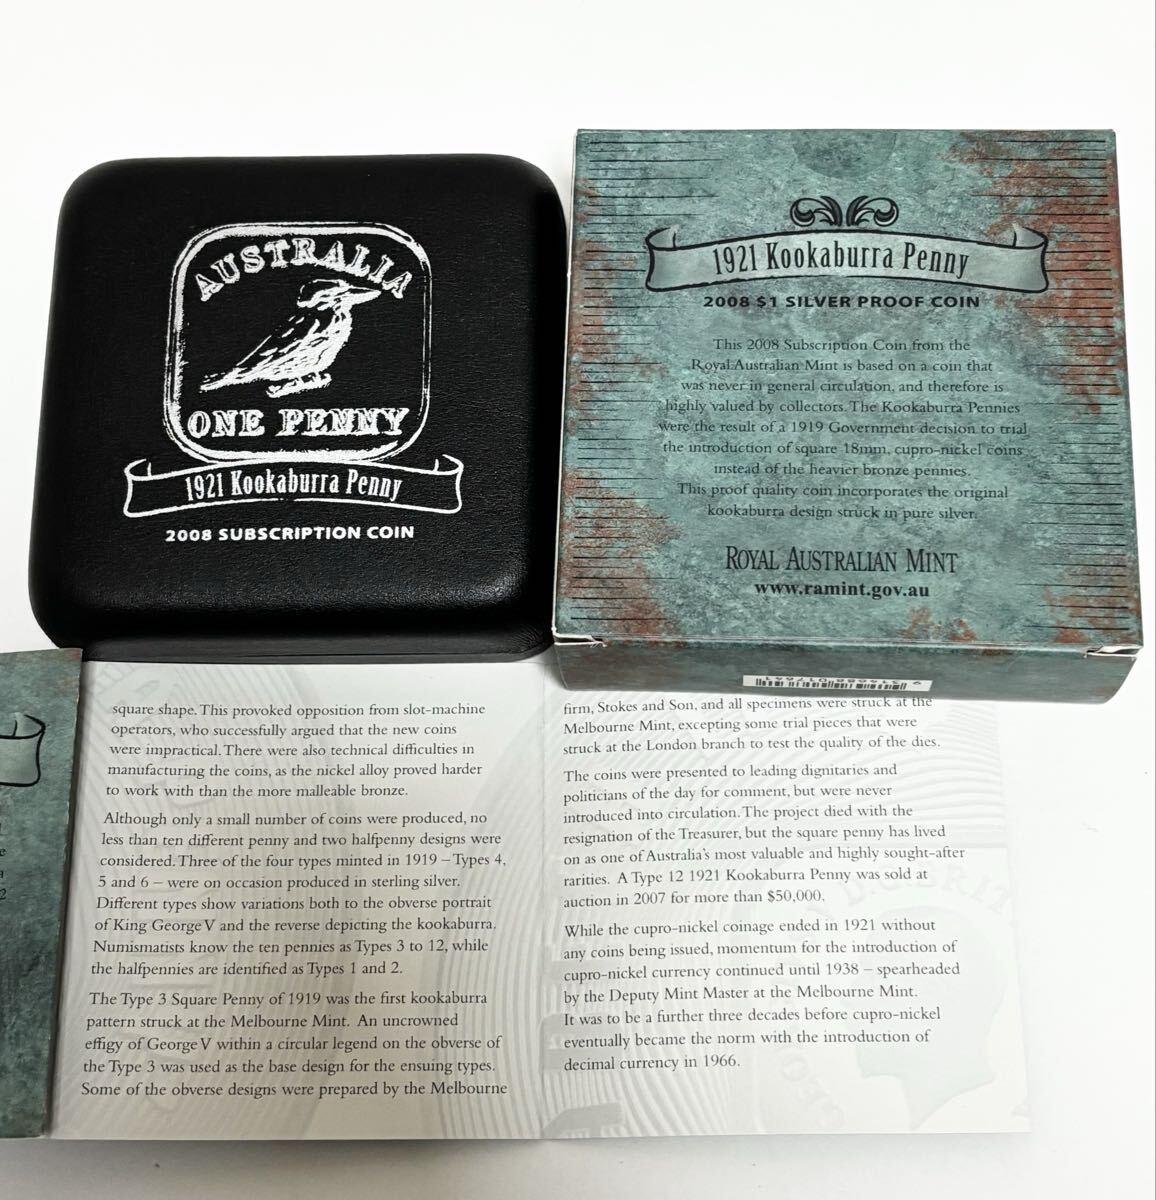 AUSTRALIA
ONE PENNY
1921 Kookaburra Penny
2008 SUBSCRIPTION COIN
1921 Kookaburra Penny
2008 $1 SILVER PROOF COIN
This 2008 Subscription Coin from the
Royal Australian Mint is based on a coin that
was never in general circulation, and therefore is
highly valued by collectors. The Kookaburra Pennies
were the result of a 1919 Government decision to trial
the introduction of square 18mm, cupro-nickel coins
instead of the heavier bronze pennies.
This proof quality coin incorporates the original
kookaburra design struck in pure silver.
ROYAL AUSTRALIAN MINT
www.ramint.gov.au
square shape. This provoked opposition from slot-machine
operators, who successfully argued that the new coins
were impractical. There were also technical difficulties in
manufacturing the coins, as the nickel alloy proved harder
to work with than the more malleable bronze.
Although only a small number of coins were produced, no
less than ten different penny and two halfpenny designs were
considered. Three of the four types minted in 1919 – Types 4,
5 and 6 – were on occasion produced in sterling silver.
Different types show variations both to the obverse portrait
of King George V and the reverse depicting the kookaburra.
Numismatists know the ten pennies as Types 3 to 12, while
the halfpennies are identified as Types 1 and 2.
The Type 3 Square Penny of 1919 was the first kookaburra
pattern struck at the Melbourne Mint. An uncrowned
effigy of George V within a circular legend on the obverse of
the Type 3 was used as the base design for the ensuing types.
Some of the obverse designs were prepared by the Melbourne
firm, Stokes and Son, and all specimens were struck at the
Melbourne Mint, excepting some trial pieces that were
struck at the London branch to test the quality of the dies.
The coins were presented to leading dignitaries and
politicians of the day for comment, but were never
introduced into circulation. The project died with the
resignation of the Treasurer, but the square penny has lived
on as one of Australia's most valuable and highly sought-after
rarities. A Type 12 1921 Kookaburra Penny was sold at
auction in 2007 for more than $50,000.
While the cupro-nickel coinage ended in 1921 without
any coins being issued, momentum for the introduction of
cupro-nickel currency continued until 1938 – spearheaded
by the Deputy Mint Master at the Melbourne Mint.
It was to be a further three decades before cupro-nickel
eventually became the norm with the introduction of
decimal currency in 1966.